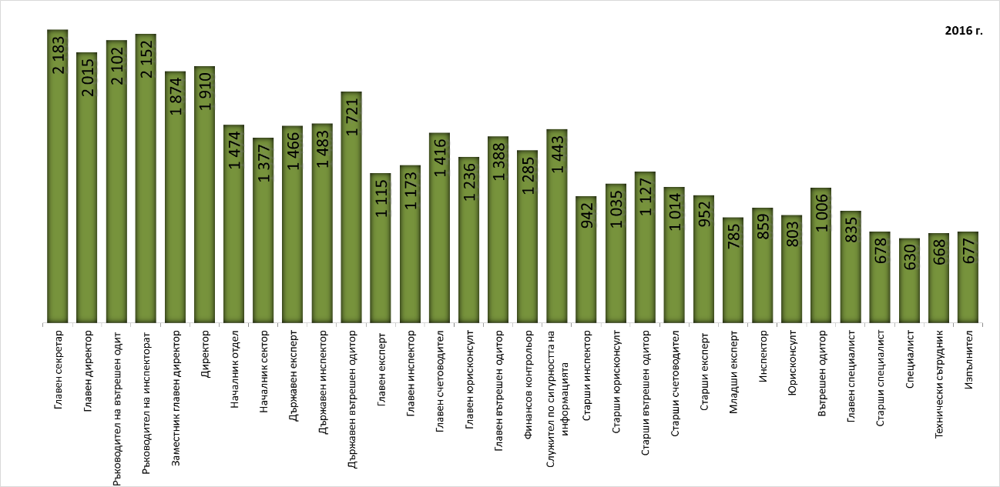 2016 г.
2 183
2 015
2 102
2 152
1 874
1 910
1 474
1 377
1 466
1 483
1 721
1 115
1 173
1 416
1 236
1 388
1 285
1 443
942
1 035
1 127
1 014
952
785
859
803
1 006
835
678
630
668
677
Главен секретар
Главен директор
Ръководител на вътрешен одит
Ръководител на инспекторат
Заместник главен директор
Директор
Началник отдел
Началник сектор
Държавен експерт
Държавен инспектор
Държавен вътрешен одитор
Главен експерт
Главен инспектор
Главен счетоводител
Главен юрисконсулт
Главен вътрешен одитор
Финансов контрольор
Служител по сигурността на
информацията
Старши инспектор
Старши юрисконсулт
Старши вътрешен одитор
Старши счетоводител
Старши експерт
Младши експерт
Инспектор
Юрисконсулт
Вътрешен одитор
Главен специалист
Старши специалист
Специалист
Технически сътрудник
Изпълнител